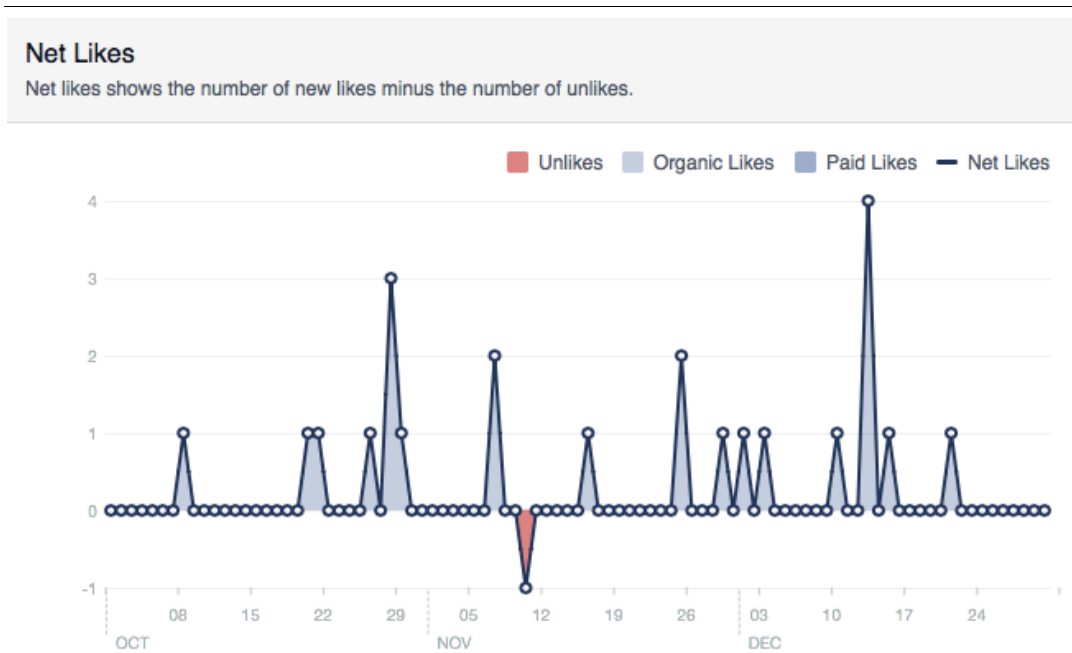 Net Likes
Net likes shows the number of new likes minus the number of unlikes.
Unlikes Organic Likes Paid Likes Net Likes
4
3
2
1
0
-1
08 15 22 29 05 12 19 26 03 10 17 24
OCT NOV DEC